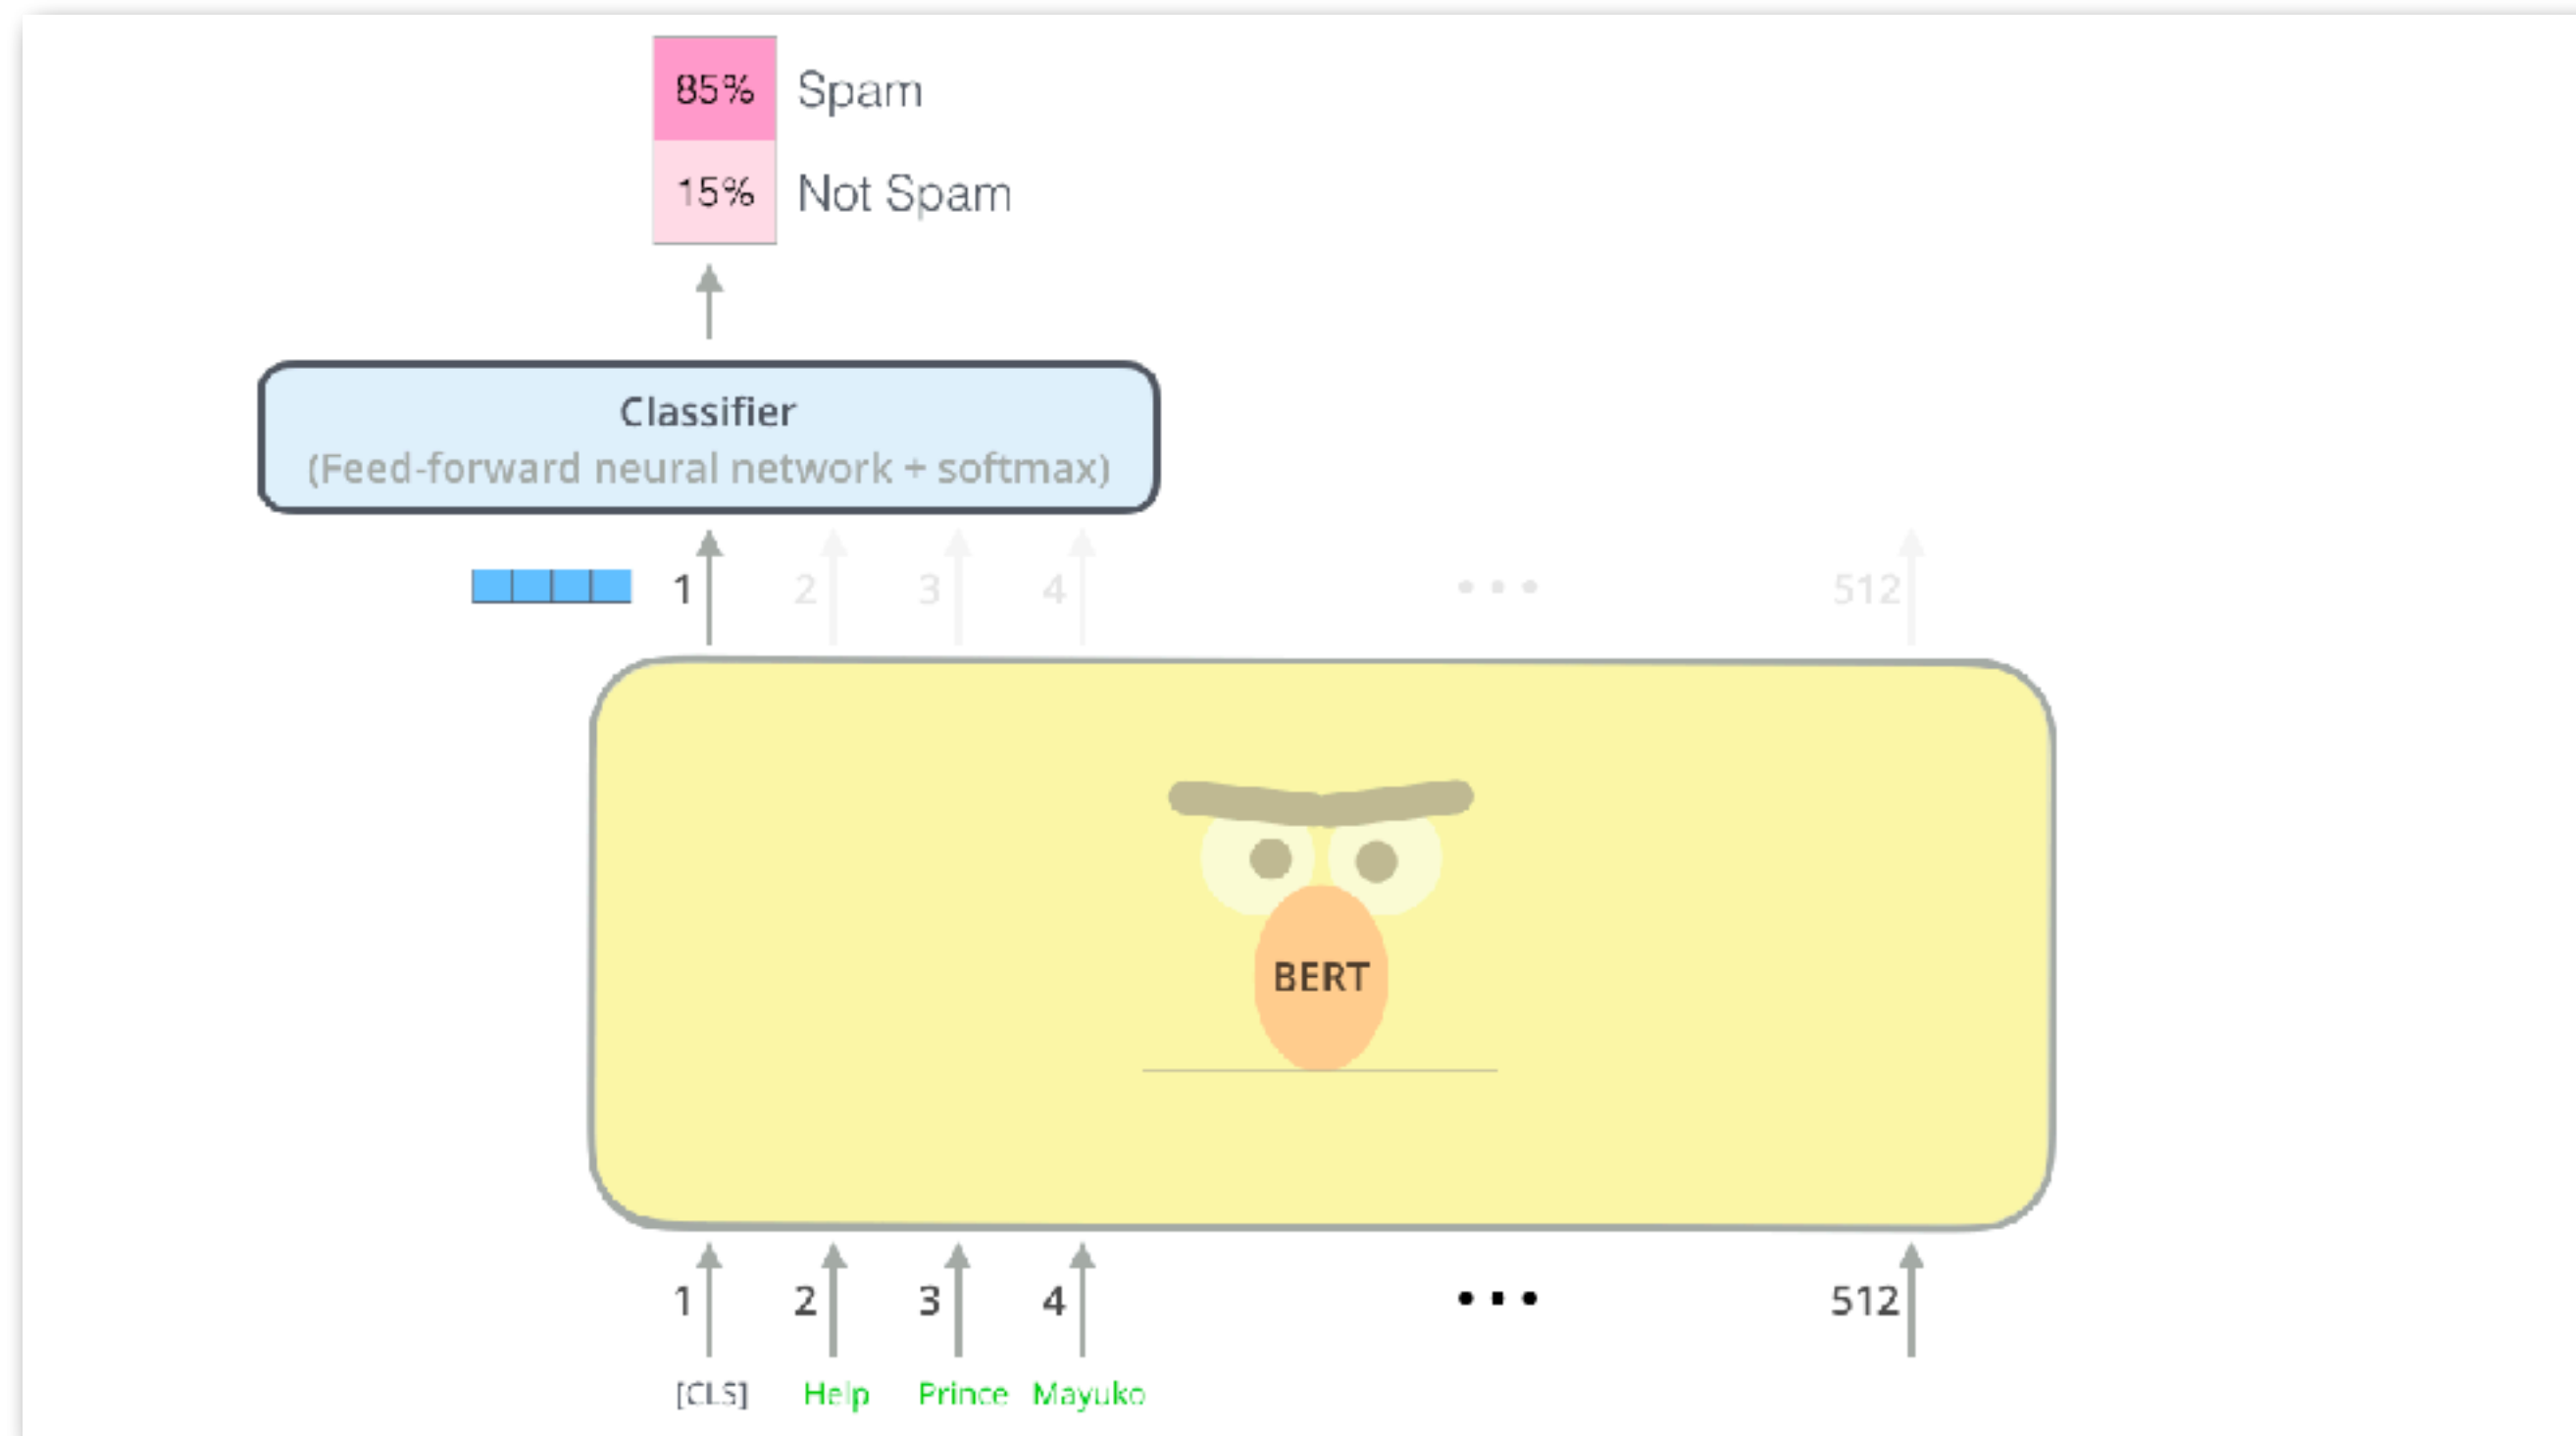 85% Spam
15% Not Spam
Classifier
(Feed-forward neural network + softmax)
1 2 3 4 ••• 512
BERT
1 2 3 4 ••• 512
[CLS] Help Prince Mayuko